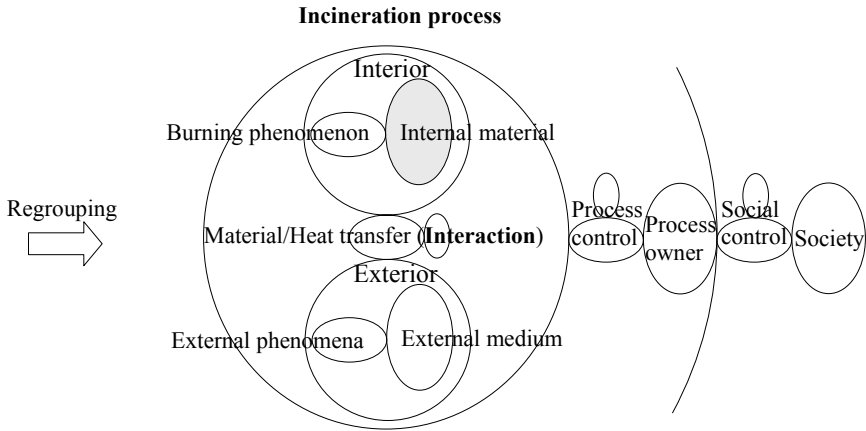 Incineration process
Interior
Burning phenomenon
Internal material
Regrouping
Material/Heat transfer (Interaction)
Process
control
Process
owner
Social
control
Society
Exterior
External phenomena
External medium